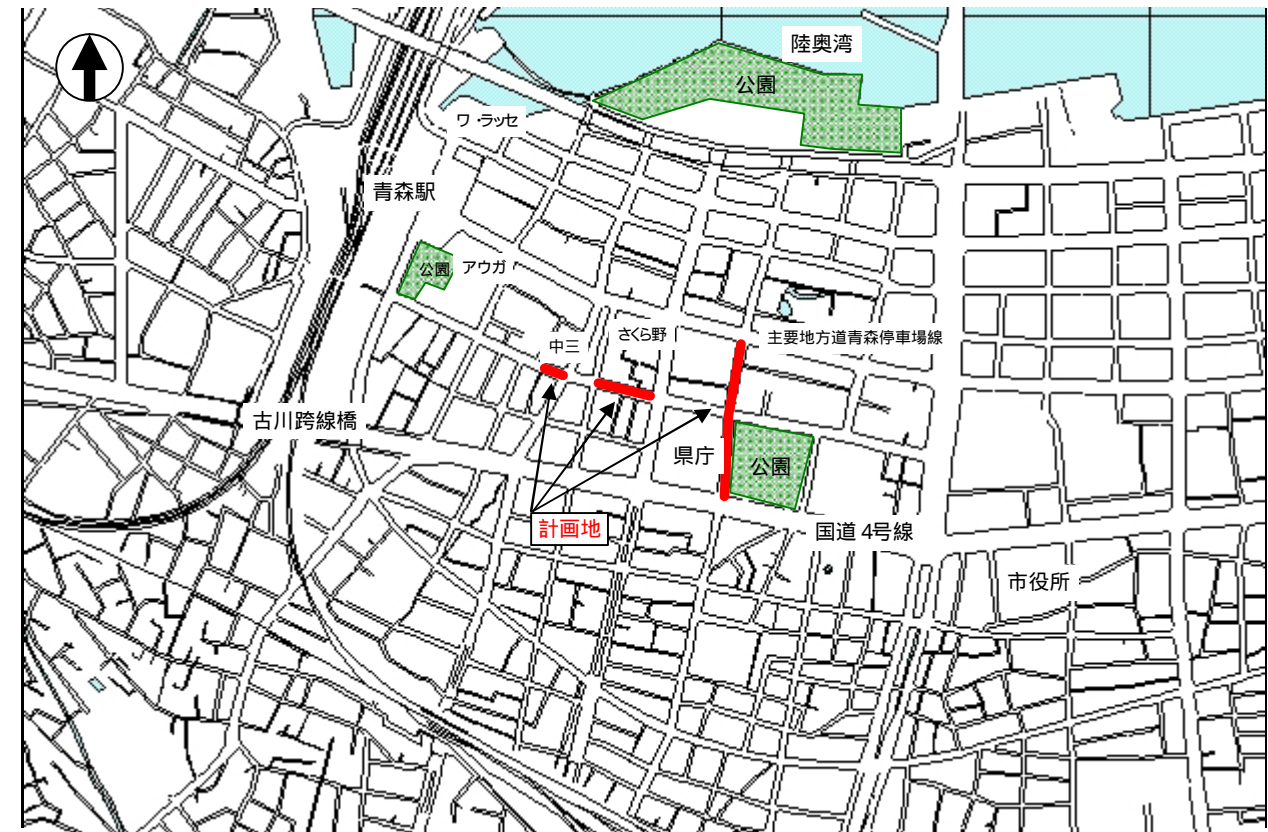 陸奥湾
公園
ワ・ラッセ
青森駅
公園
アウガ
さくら野
主要地方道青森停車場線
中三
古川跨線橋
県庁
公園
計画地
国道 4号線
市役所